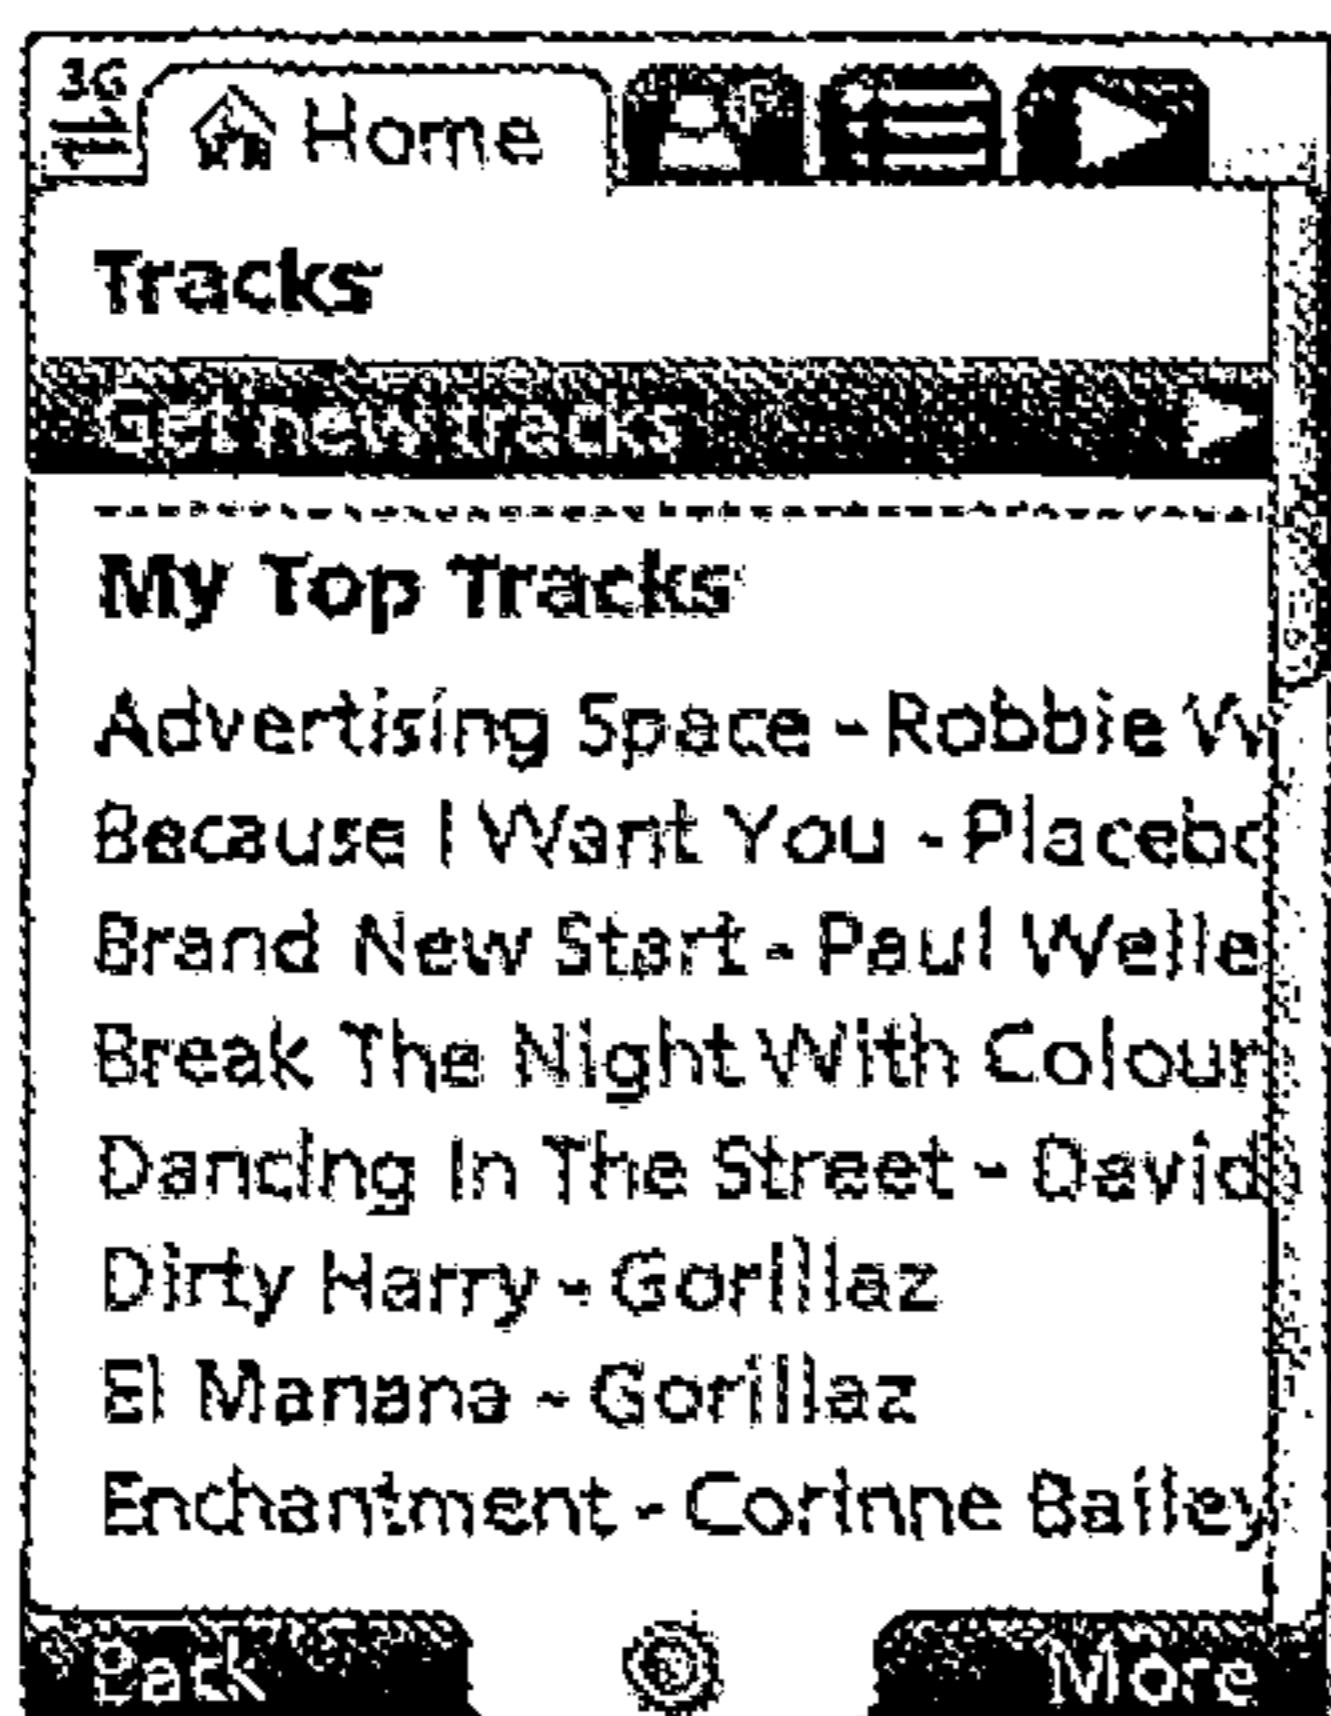 3G
Home
Tracks
Get new tracks
My Top Tracks
Advertising Space - Robbie W
Because I Want You - Placebo
Brand New Start - Paul Welle
Break The Night With Colour
Dancing In The Street - David
Dirty Harry - Gorillaz
El Manana - Gorillaz
Enchantment - Corinne Bailey
Back
More